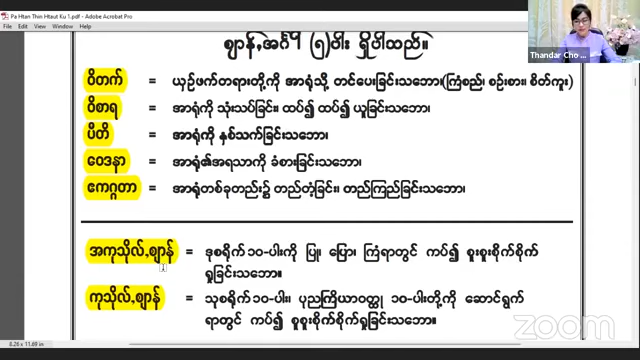 Pa Htan Thin Htaut Ku 1.pdf - Adobe Acrobat Pro
File Edit View Window Help
စျာန်,အင်္ဂါ (၅)ပါး ရှိပါသည်။
ဝိတက် = ယှဉ်ဖက်တရားတို့ကို အာရုံသို့ တင်ပေးခြင်းသဘော၊(ကြံစည်၊ စဉ်းစား၊ စိတ်ကူး)
ဝိစာရ = အာရုံကို သုံးသပ်ခြင်း၊ ထပ်၍ ထပ်၍ ယူခြင်းသဘော၊
ပီတိ = အာရုံကို နှစ်သက်ခြင်းသဘော၊
ဝေဒနာ = အာရုံ၏အရသာကို ခံစားခြင်းသဘော၊
ဧကဂ္ဂတာ = အာရုံတစ်ခုတည်း၌ တည်တံ့ခြင်း၊ တည်ကြည်ခြင်းသဘော၊
အကုသိုလ်,စျာန် = ဒုစရိုက်၁၀-ပါးကို ပြု၊ ပြော၊ ကြံရာတွင် ကပ်၍ စူးစူးစိုက်စိုက်
ရှုခြင်းသဘော။
ကုသိုလ်,စျာန် = သုစရိုက်၁၀-ပါး၊ ပုညကြိယာဝတ္ထု ၁၀-ပါးတို့ကို ဆောင်ရွက်
ရာတွင် ကပ်၍ စူးစူးစိုက်စိုက်ရှုခြင်းသဘော။
8.26 x 11.69 in
Thandar Cho ...
zoom